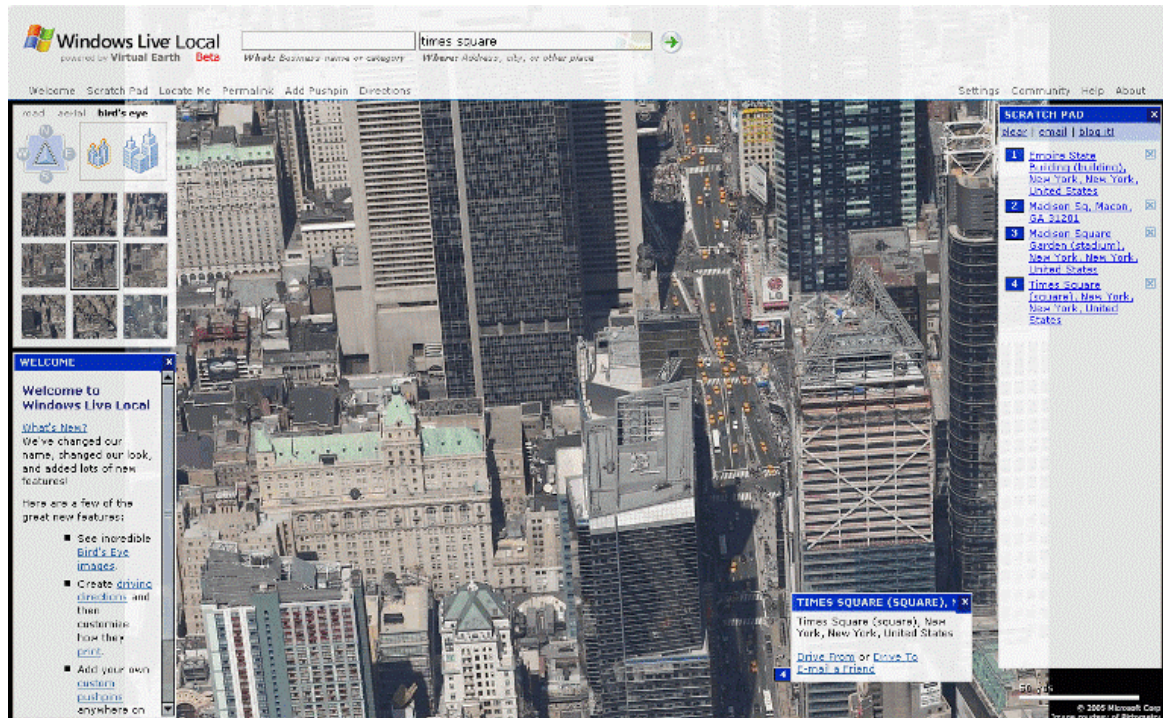 Windows Live Local
powered by Virtual Earth Beta
times square
What: Business name or category
Where: Address, city, or other place
Welcome Scratch Pad Locate Me Permalink Add Pushpin Directions
Settings Community Help About
road aerial bird's eye
N
W E
S
LG
SCRATCH PAD x
clear | email | blog it!
1 Empire State
Building (building),
New York, New York,
United States
2 Madison Sq, Macon,
GA 31201
3 Madison Square
Garden (stadium),
New York, New York,
United States
4 Times Square
(square), New York,
New York, United
States
WELCOME x
Welcome to
Windows Live Local
What's New?
We've changed our
name, changed our look,
and added lots of new
features!
Here are a few of the
great new features:
See incredible
Bird's Eye
images.
Create driving
directions and
then
customize
how they
print.
Add your own
custom
pushpins
anywhere on
TIMES SQUARE (SQUARE), x
Times Square (square), New
York, New York, United States
Drive From or Drive To
E-mail a Friend
4
50 yds
© 2005 Microsoft Corp
Image courtesy of Pictometry